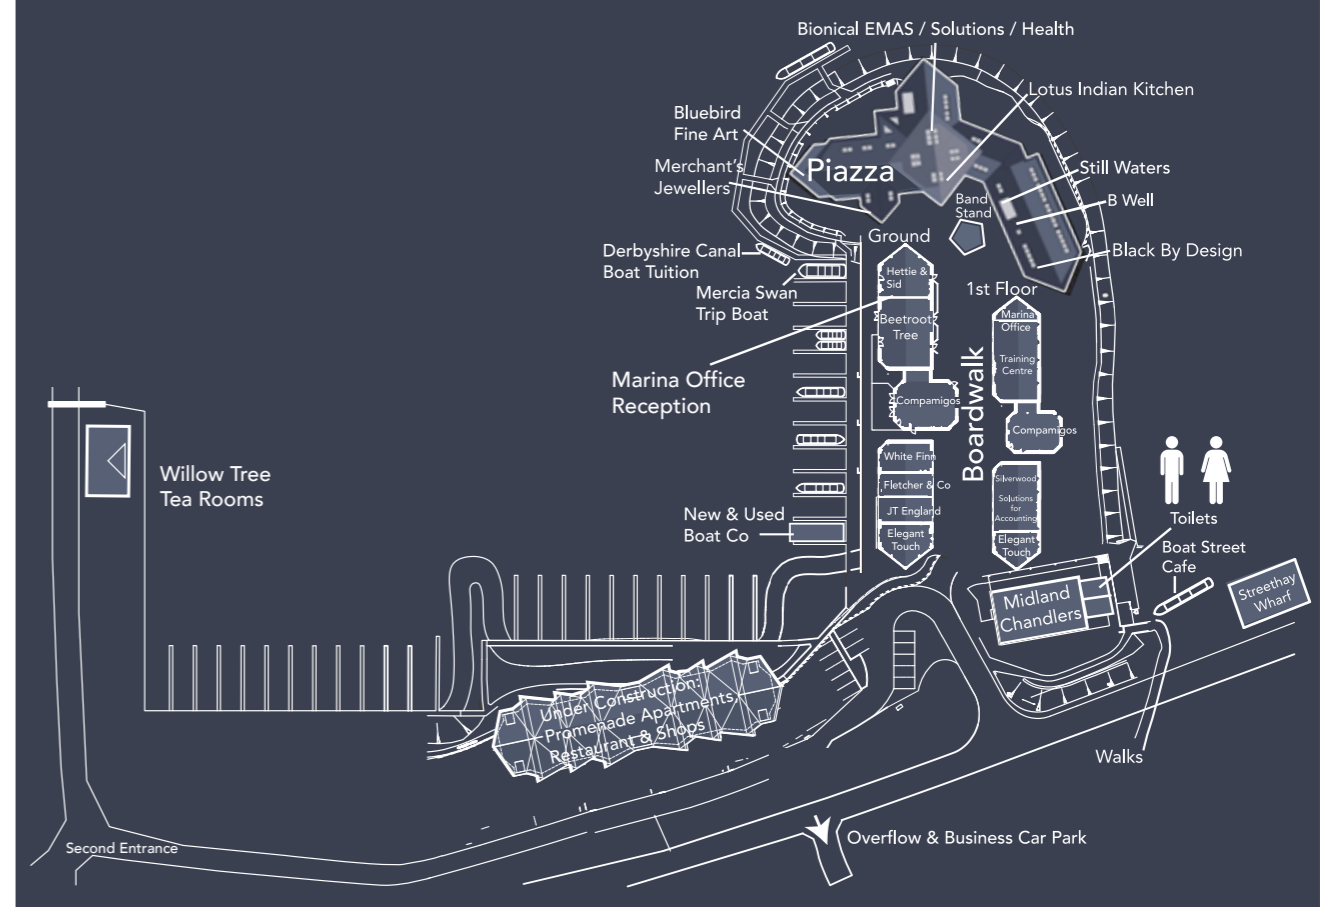 Bionical EMAS / Solutions / Health
Lotus Indian Kitchen
Bluebird
Fine Art
Merchant's
Jewellers
Piazza
Still Waters
B Well
Band
Stand
Black By Design
Derbyshire Canal
Boat Tuition
Mercia Swan
Trip Boat
Ground
Hettie &
Sid
Beetroot
Tree
Compamigos
1st Floor
Marina
Office
Training
Centre
Compamigos
Marina Office
Reception
Boardwalk
White Finn
Fletcher & Co
JT England
Elegant
Touch
Silverwood
Solutions
for
Accounting
Elegant
Touch
Willow Tree
Tea Rooms
New & Used
Boat Co
Toilets
Boat Street
Cafe
Streethay
Wharf
Midland
Chandlers
Under Construction:
Promenade Apartments,
Restaurant & Shops
Walks
Overflow & Business Car Park
Second Entrance